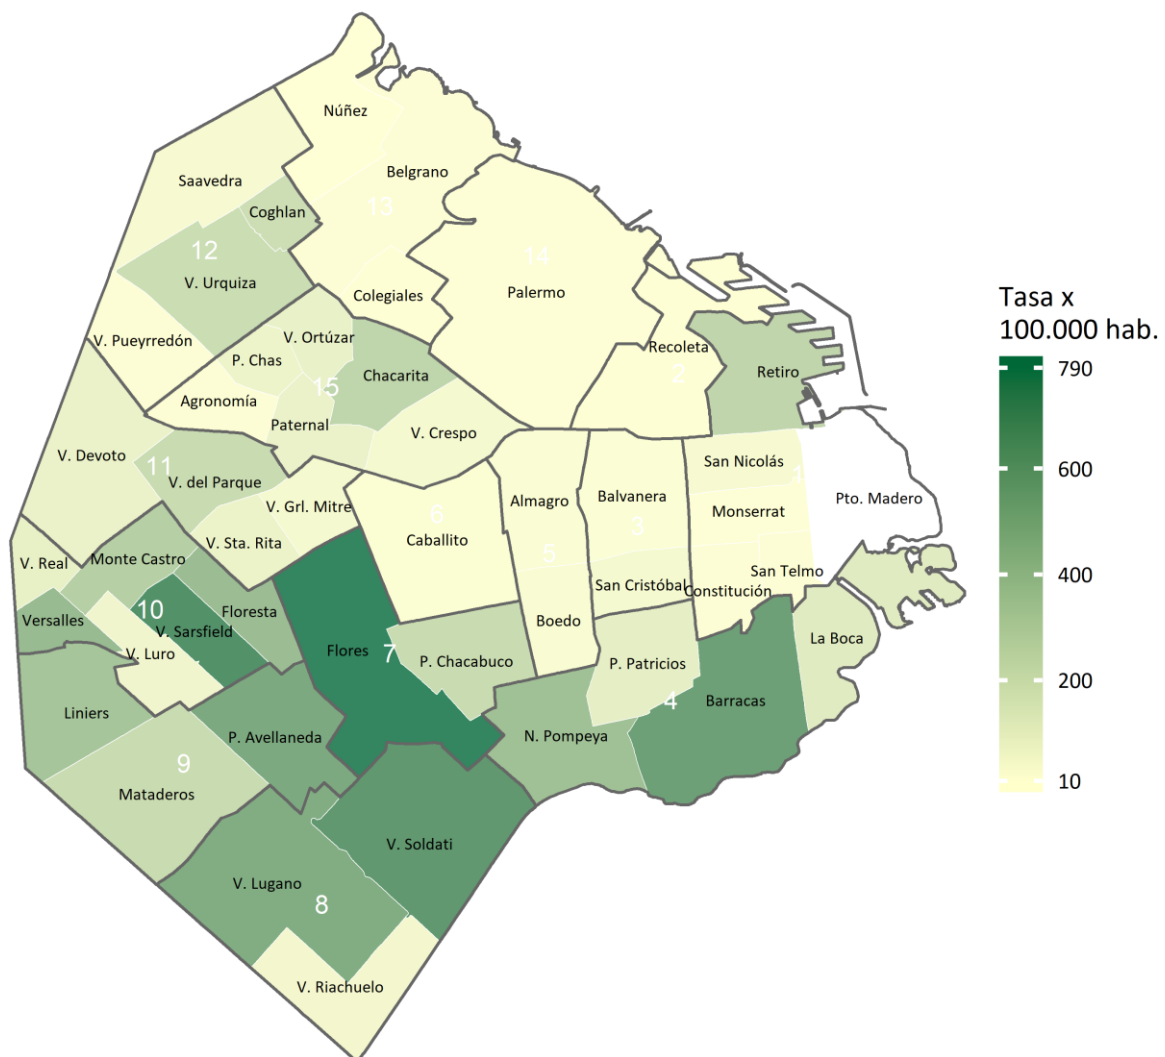 Núñez
Belgrano
Saavedra
Coghlan
13
12
14
V. Urquiza
Colegiales
Palermo
Tasa x
100.000 hab.
V. Pueyrredón
V. Ortúzar
Recoleta
P. Chas
2
Retiro
790
Chacarita
15
Agronomía
Paternal
V. Crespo
V. Devoto
11
San Nicolás
1
600
V. del Parque
Almagro
Balvanera
Pto. Madero
V. Grl. Mitre
6
3
Monserrat
Caballito
V. Sta. Rita
Monte Castro
V. Real
5
San Telmo
400
San Cristóbal
Constitución
10
Floresta
Versalles
V. Sarsfield
Boedo
La Boca
V. Luro
Flores
7
P. Chacabuco
P. Patricios
200
4
Barracas
Liniers
P. Avellaneda
N. Pompeya
9
Mataderos
10
V. Soldati
V. Lugano
8
V. Riachuelo